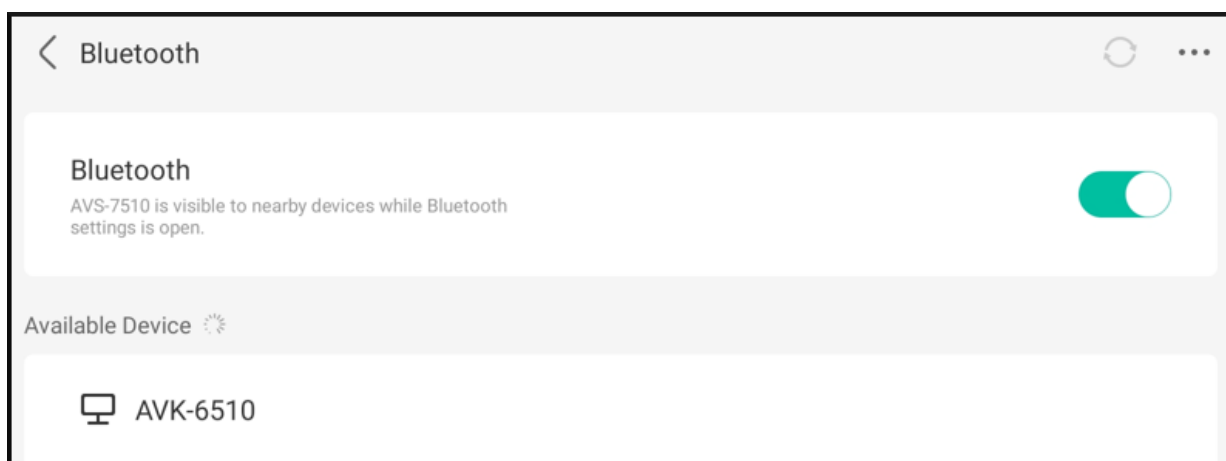 Bluetooth
Bluetooth
AVS-7510 is visible to nearby devices while Bluetooth
settings is open.
Available Device
AVK-6510